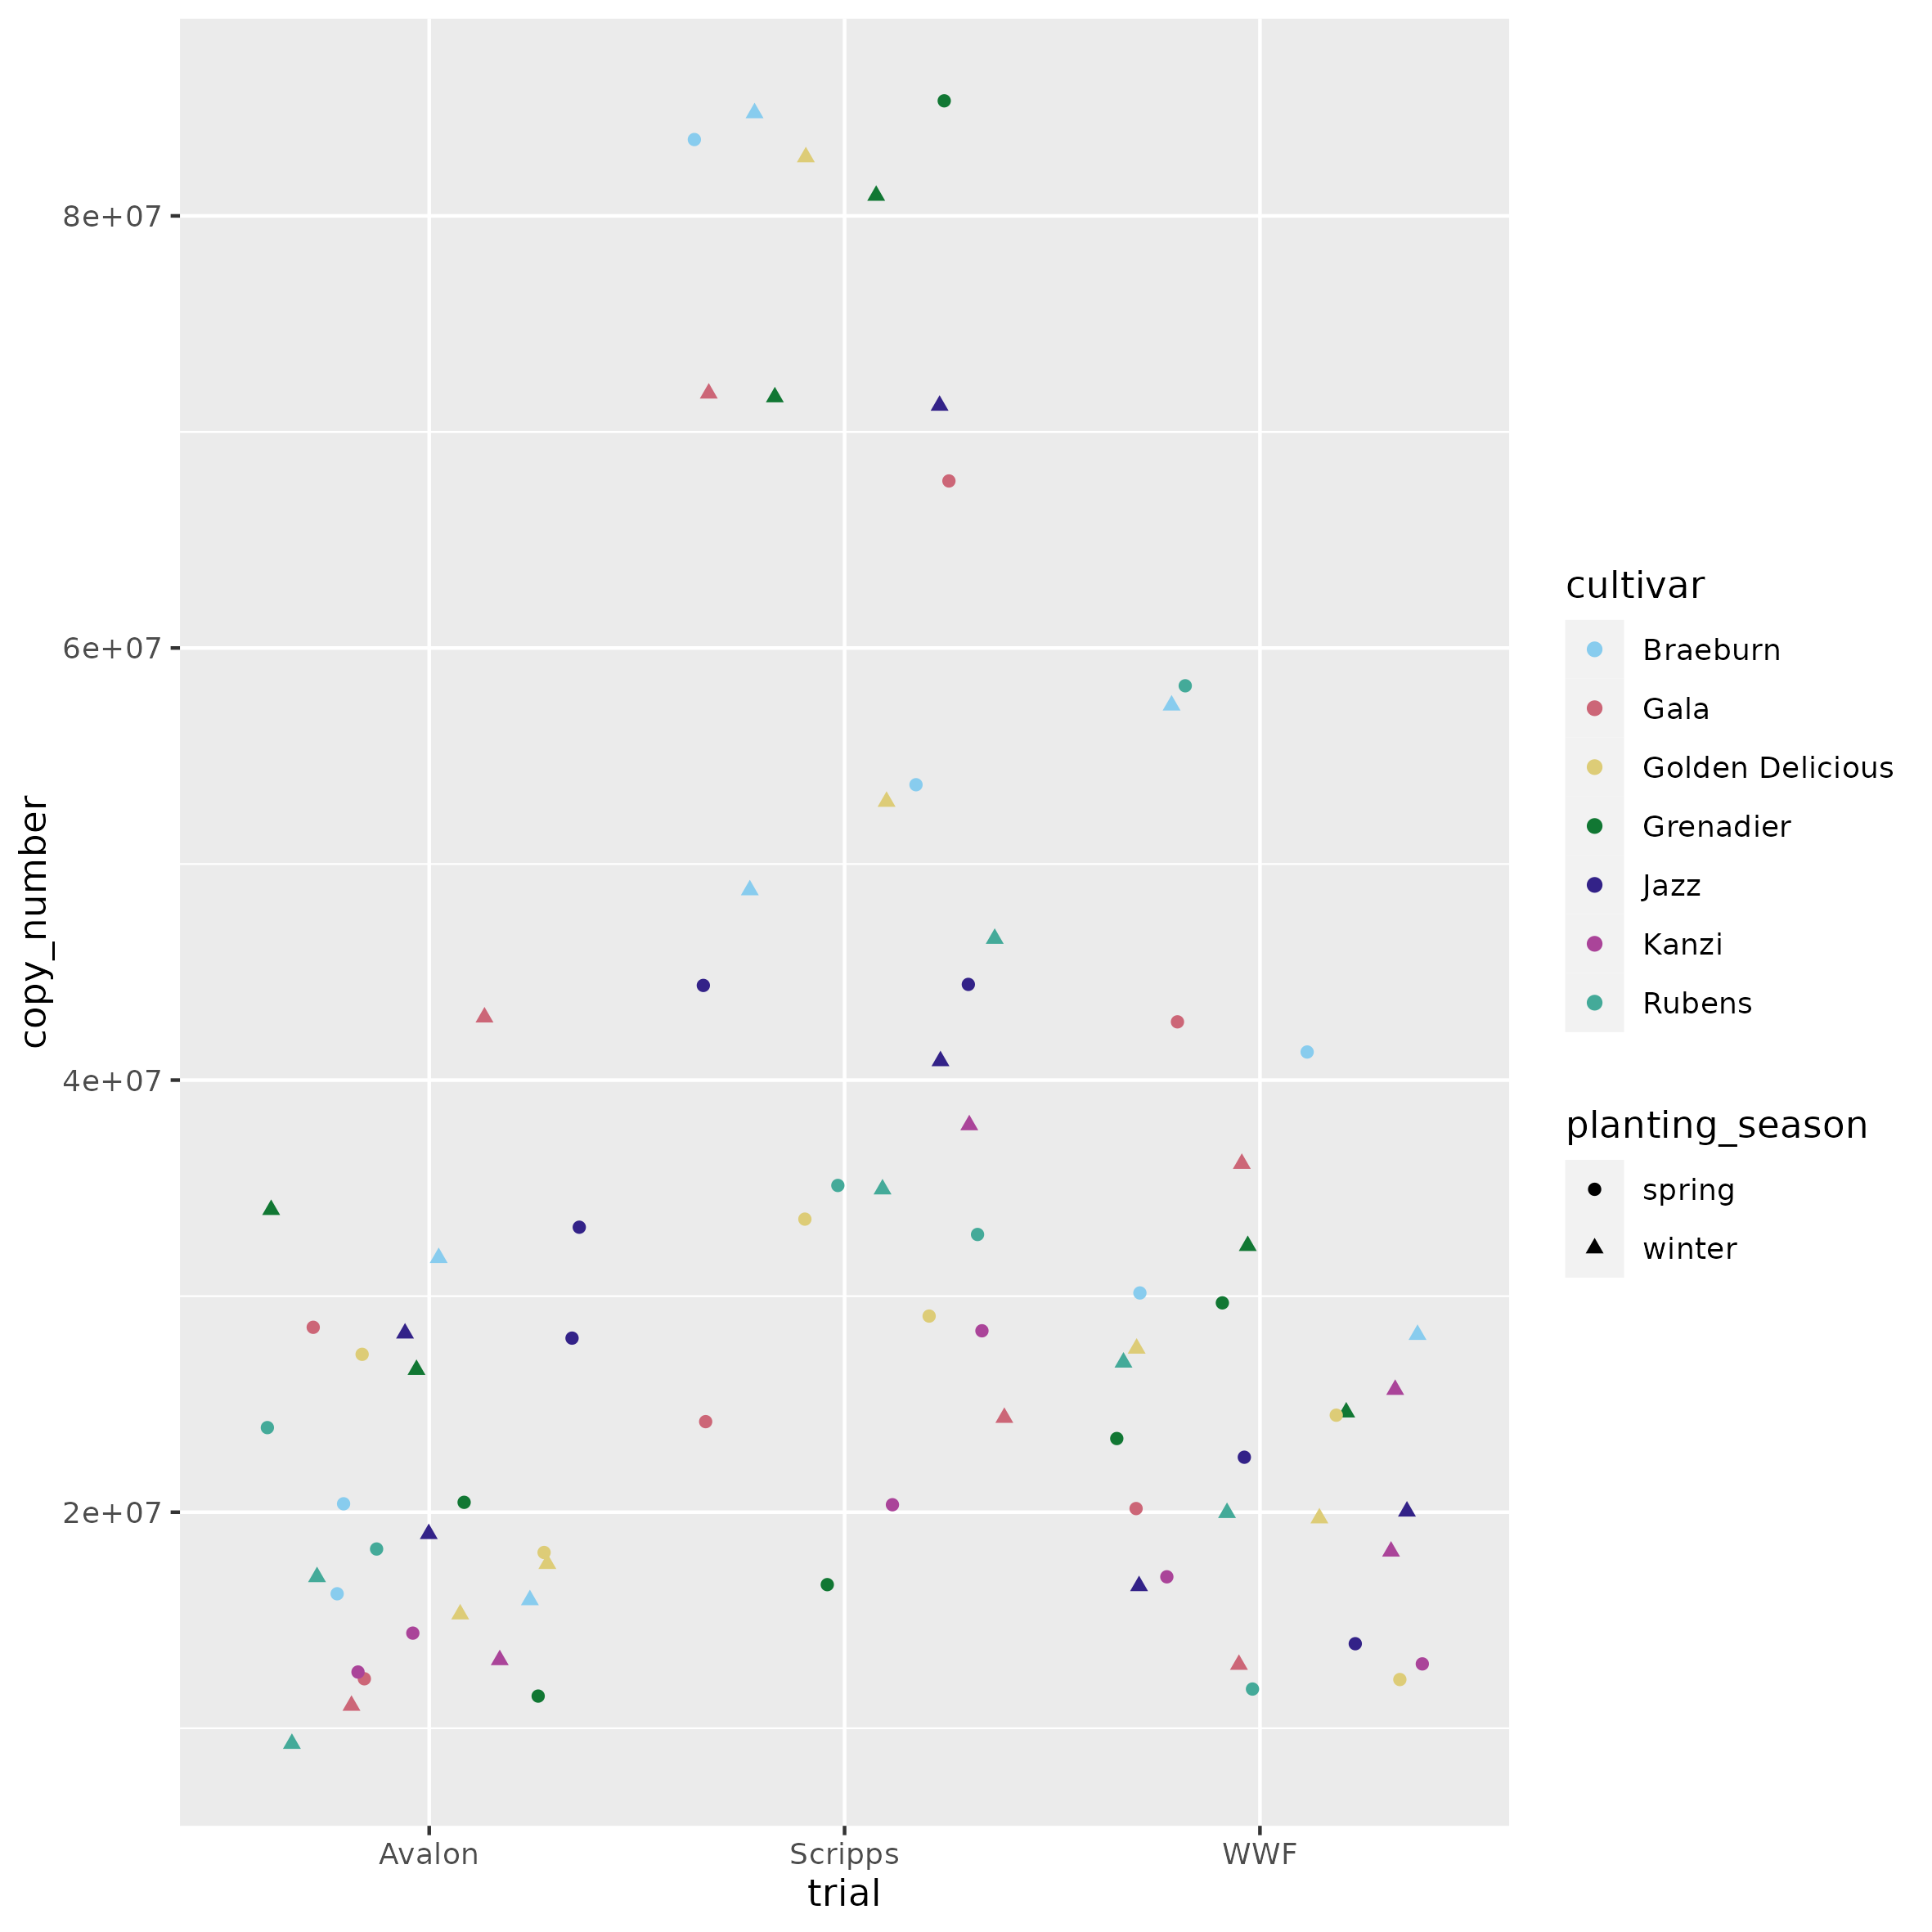 copy_number
8e+07
6e+07
4e+07
2e+07
Avalon
Scripps
WWF
trial
cultivar
Braeburn
Gala
Golden Delicious
Grenadier
Jazz
Kanzi
Rubens
planting_season
spring
winter